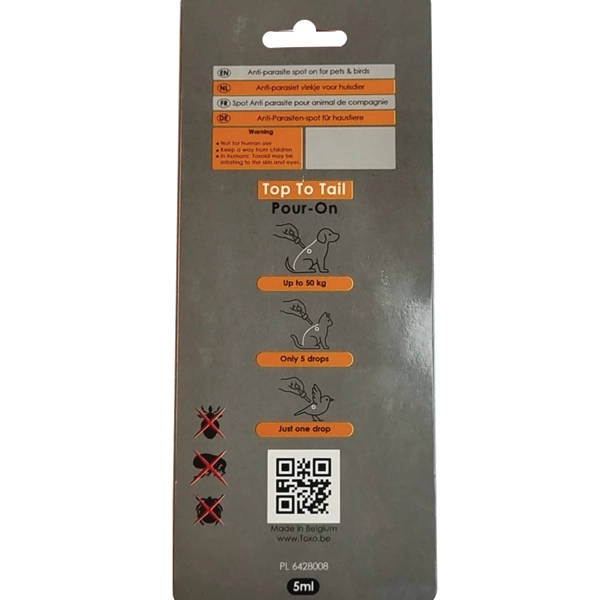 EN Anti-parasite spot on for pets & birds
NL Anti-parasiet vlekje voor huisdier
FR Spot Anti parasite pour animal de compagnie
DE Anti-Parasiten-spot für haustiere
Warning
• Not for human use
• Keep a way from children
• In humans: Toxokill may be
irritating to the skin and eyes.
Top To Tail
Pour-On
Up to 50 kg
Only 5 drops
Just one drop
Made in Belgium
www.Toxo.be
PL 6428008
5ml